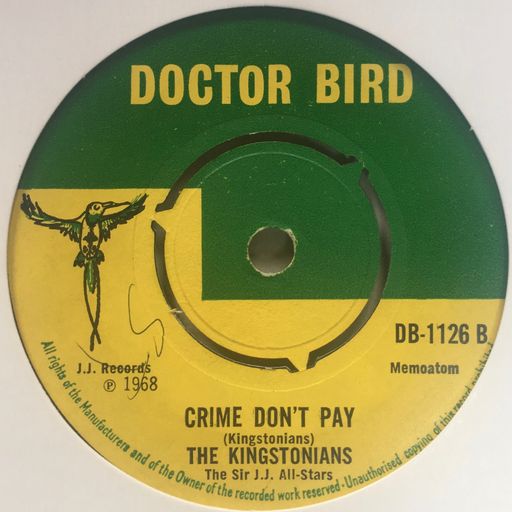 DOCTOR BIRD
DB-1126 B
J.J. Records
Memoatom
℗ 1968
CRIME DON'T PAY
(Kingstonians)
THE KINGSTONIANS
The Sir J.J. All-Stars
All rights of the Manufacturers and of the Owner of the recorded work reserved-Unauthorised copying of this record prohibited